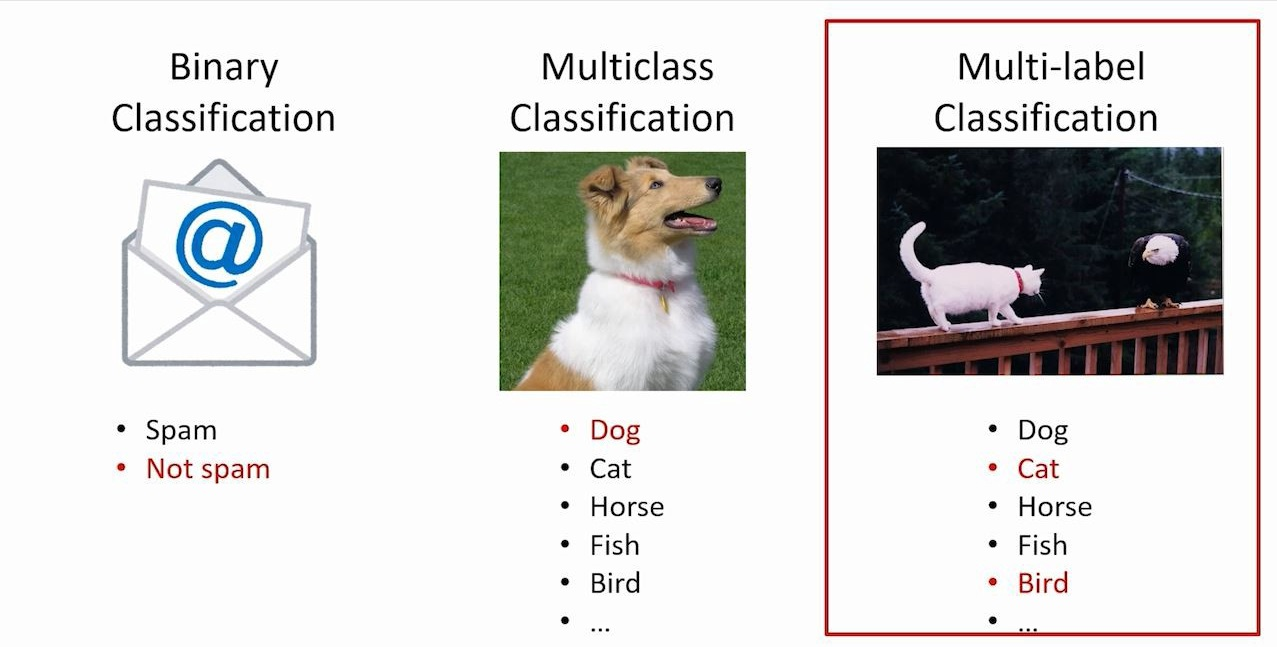 Binary
Classification
@
• Spam
• Not spam
Multiclass
Classification
• Dog
• Cat
• Horse
• Fish
• Bird
• ...
Multi-label
Classification
• Dog
• Cat
• Horse
• Fish
• Bird
• ...